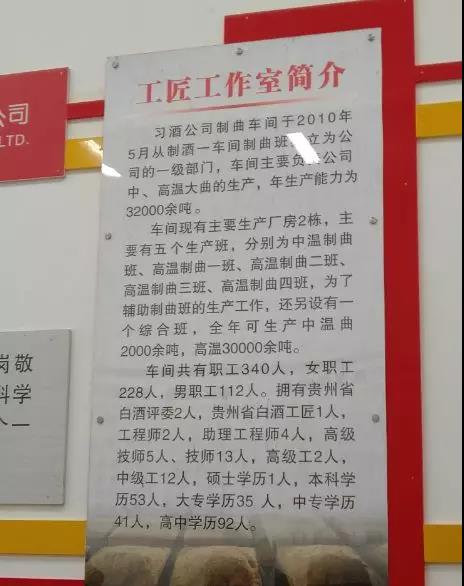 工匠工作室简介
习酒公司制曲车间于2010年
5月从制酒一车间制曲班 立为公
司的一级部门，车间主要负 公司
中、高温大曲的生产，年生产能力为
32000余吨。
车间现有主要生产厂房2栋，主
要有五个生产班，分别为中温制曲
班、高温制曲一班、高温制曲二班、
高温制曲三班、高温制曲四班，为了
辅助制曲班的生产工作，还另设有一
个综合班，全年可生产中温曲
2000余吨，高温30000余吨。
车间共有职工340人，女职工
228人，男职工112人。拥有贵州省
白酒评委2人，贵州省白酒工匠1人，
工程师2人，助理工程师4人，高级
技师5人、技师13人，高级工2人，
中级工12人，硕士学历1人，本科学
历53人，大专学历35 人，中专学历
41人，高中学历92人。
公司
LTD.
岗敬
科学